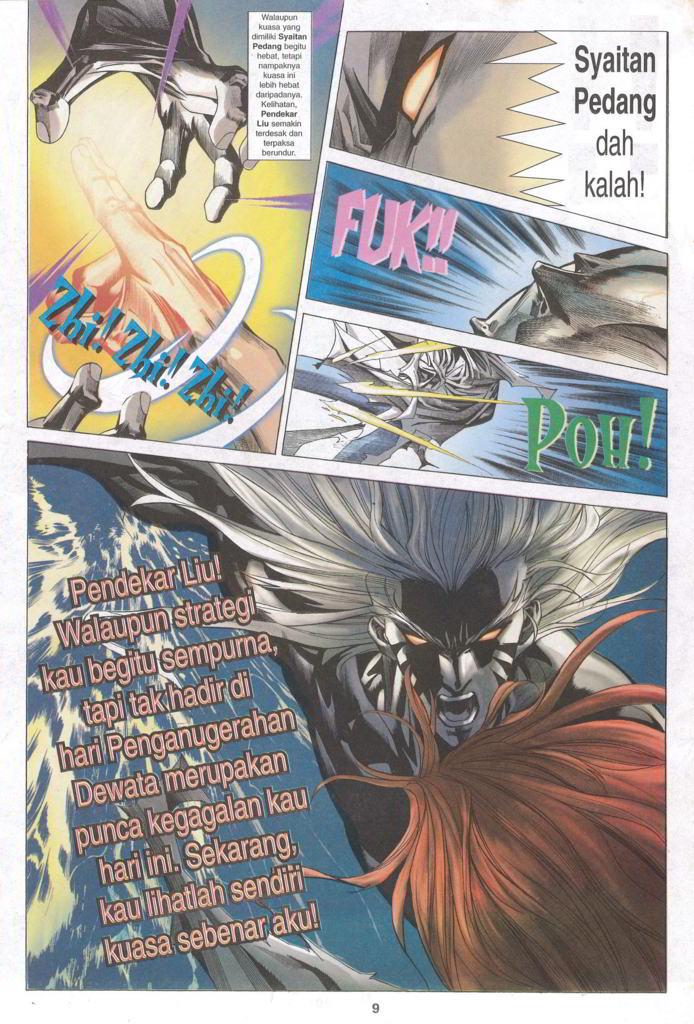 Walaupun
kuasa yang
dimiliki Syaitan
Pedang begitu
hebat, tetapi
nampaknya
kuasa ini
lebih hebat
daripadanya.
Kelihatan,
Pendekar
Liu semakin
terdesak dan
terpaksa
berundur.
Syaitan
Pedang
dah
kalah!
FUK!!
Zhi! Zhi! Zhi!
POH!
Pendekar Liu!
Walaupun strategi
kau begitu sempurna,
tapi tak hadir di
hari Penganugerahan
Dewata merupakan
punca kegagalan kau
hari ini. Sekarang,
kau lihatlah sendiri
kuasa sebenar aku!
9